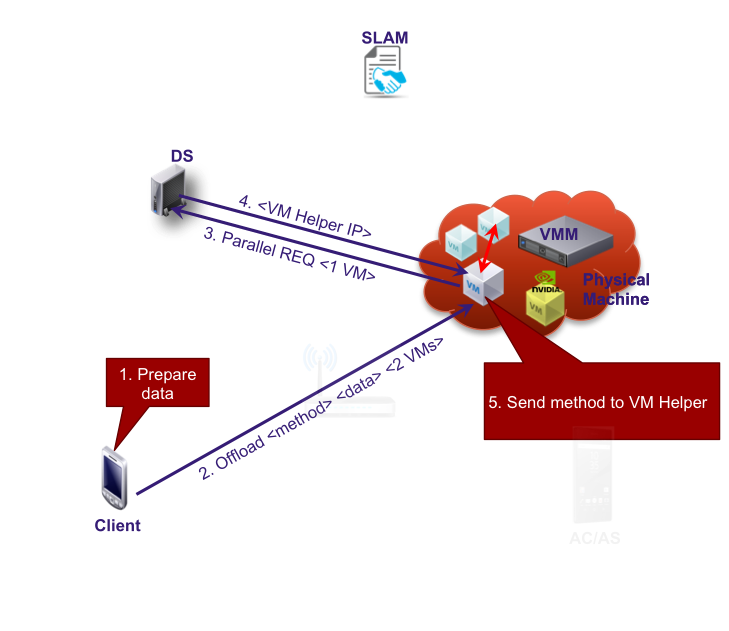 SLAM
DS
4. <VM Helper IP>
3. Parallel REQ <1 VM>
VM
VM
VMM
VM
NVIDIA
VM
Physical
Machine
1. Prepare
data
2. Offload <method> <data> <2 VMs>
5. Send method to VM Helper
Client
AC/AS